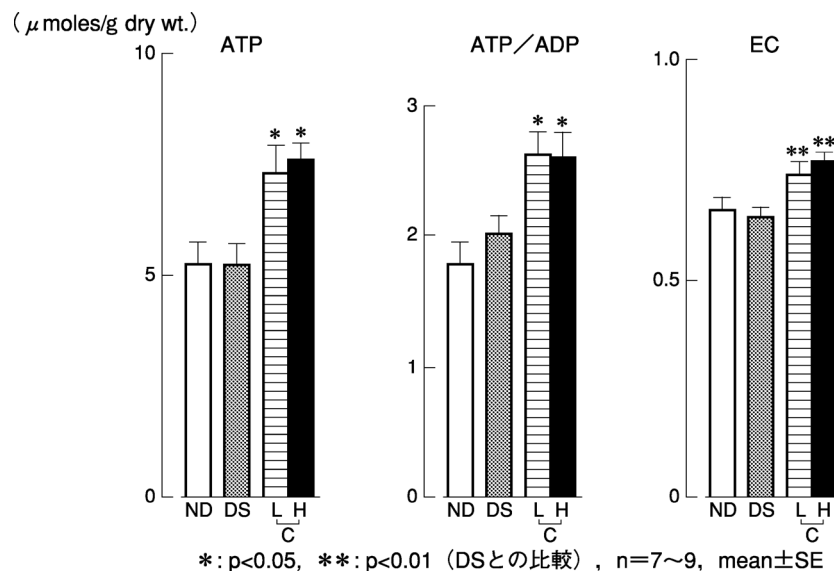 (μmoles/g dry wt.)
ATP
10
5
0
ND DS L H
C
ATP／ADP
3
2
1
0
ND DS L H
C
EC
1.0
0.5
0
ND DS L H
C
* *
* *
** **
*: p<0.05, **: p<0.01（DSとの比較）, n=7～9, mean±SE